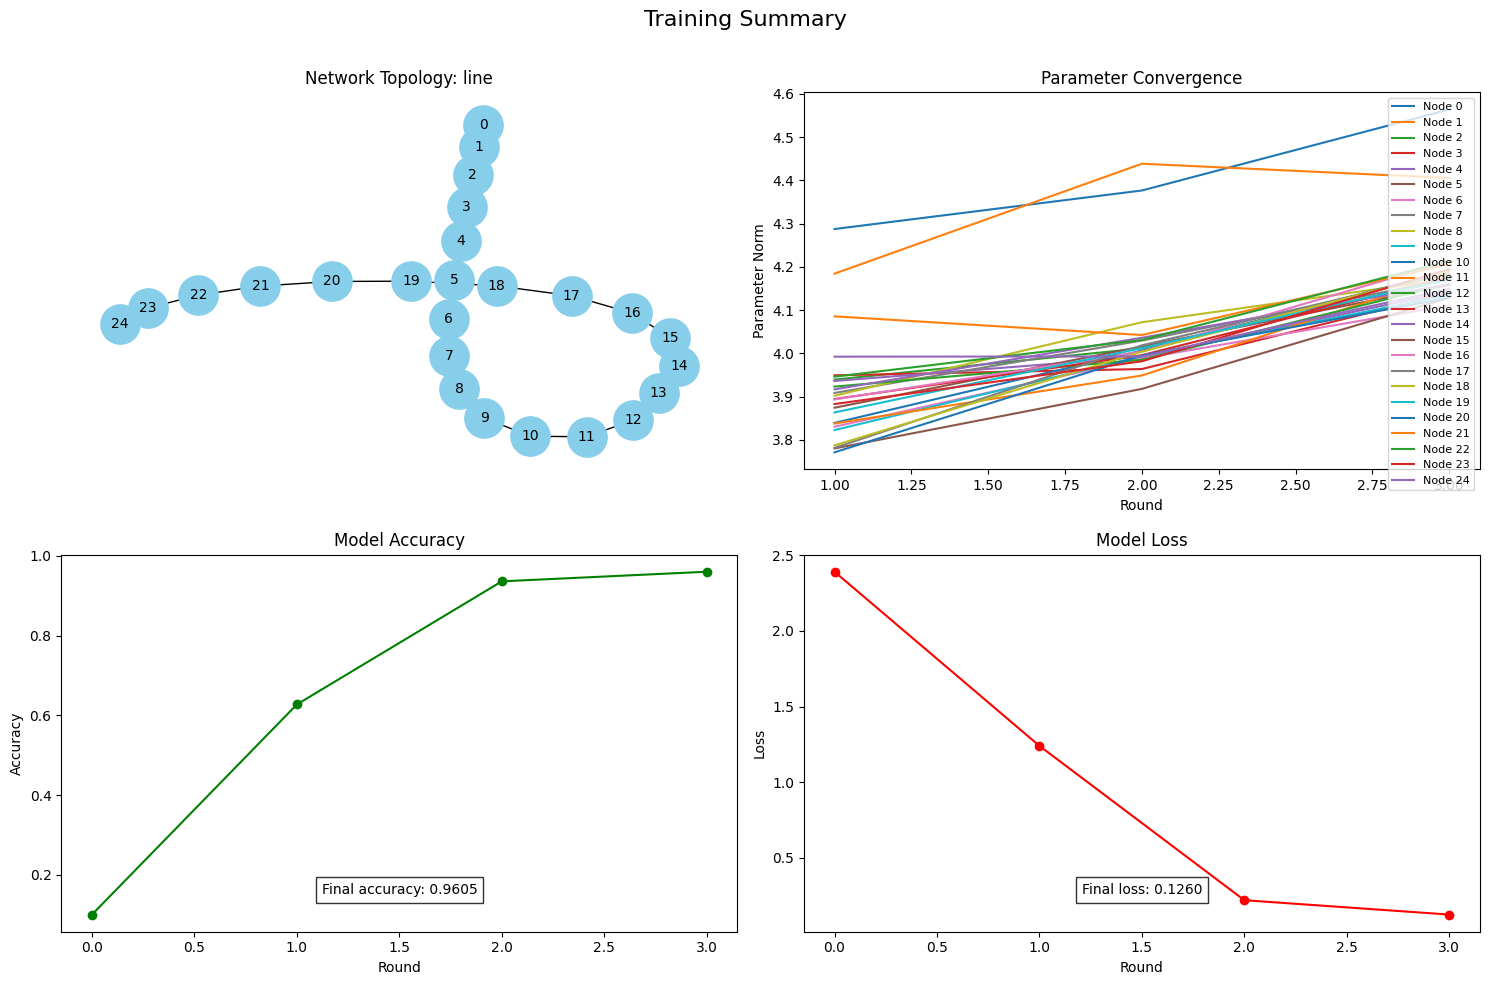 Training Summary
Network Topology: line
0
1
2
3
4
5
6
7
8
9
10
11
12
13
14
15
16
17
18
19
20
21
22
23
24
Parameter Convergence
4.6
4.5
4.4
4.3
4.2
4.1
4.0
3.9
3.8
Parameter Norm
Node 0
Node 1
Node 2
Node 3
Node 4
Node 5
Node 6
Node 7
Node 8
Node 9
Node 10
Node 11
Node 12
Node 13
Node 14
Node 15
Node 16
Node 17
Node 18
Node 19
Node 20
Node 21
Node 22
Node 23
Node 24
1.00 1.25 1.50 1.75 2.00 2.25 2.50 2.75 3.00
Round
Model Accuracy
1.0
0.8
0.6
0.4
0.2
Accuracy
Final accuracy: 0.9605
0.0 0.5 1.0 1.5 2.0 2.5 3.0
Round
Model Loss
2.5
2.0
1.5
1.0
0.5
Loss
Final loss: 0.1260
0.0 0.5 1.0 1.5 2.0 2.5 3.0
Round